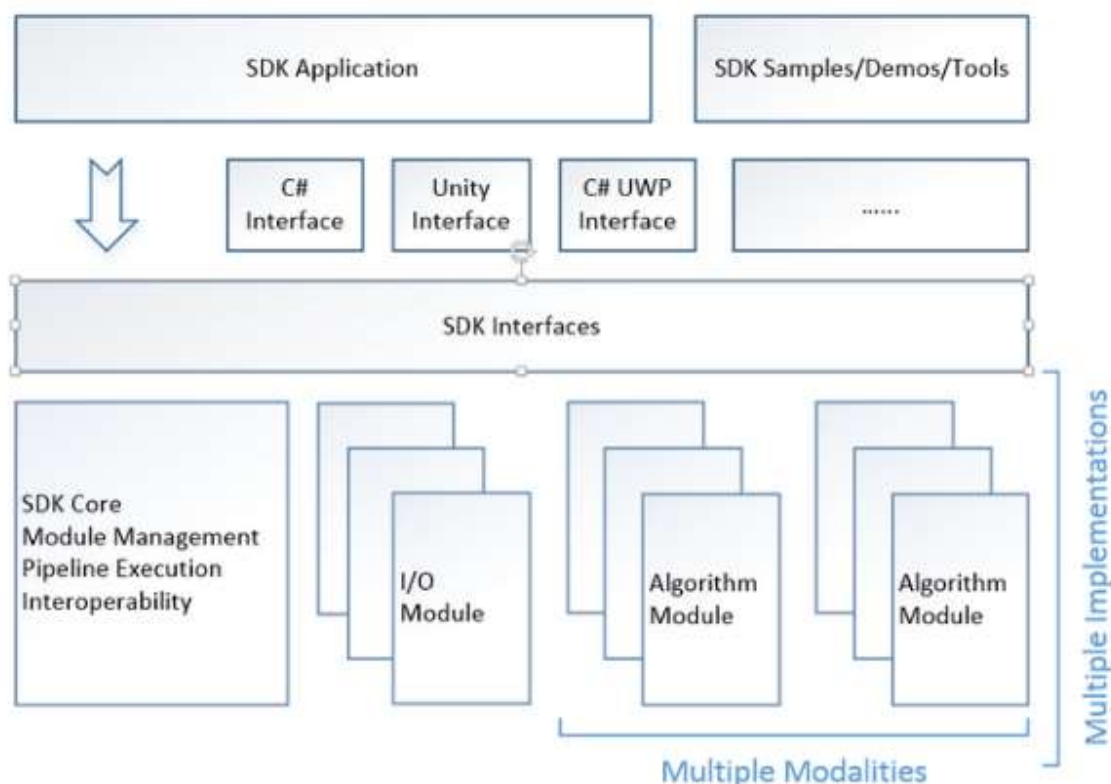 SDK Application
SDK Samples/Demos/Tools
C#
Interface
Unity
Interface
C# UWP
Interface
......
SDK Interfaces
SDK Core
Module Management
Pipeline Execution
Interoperability
I/O
Module
Algorithm
Module
Algorithm
Module
Multiple Implementations
Multiple Modalities